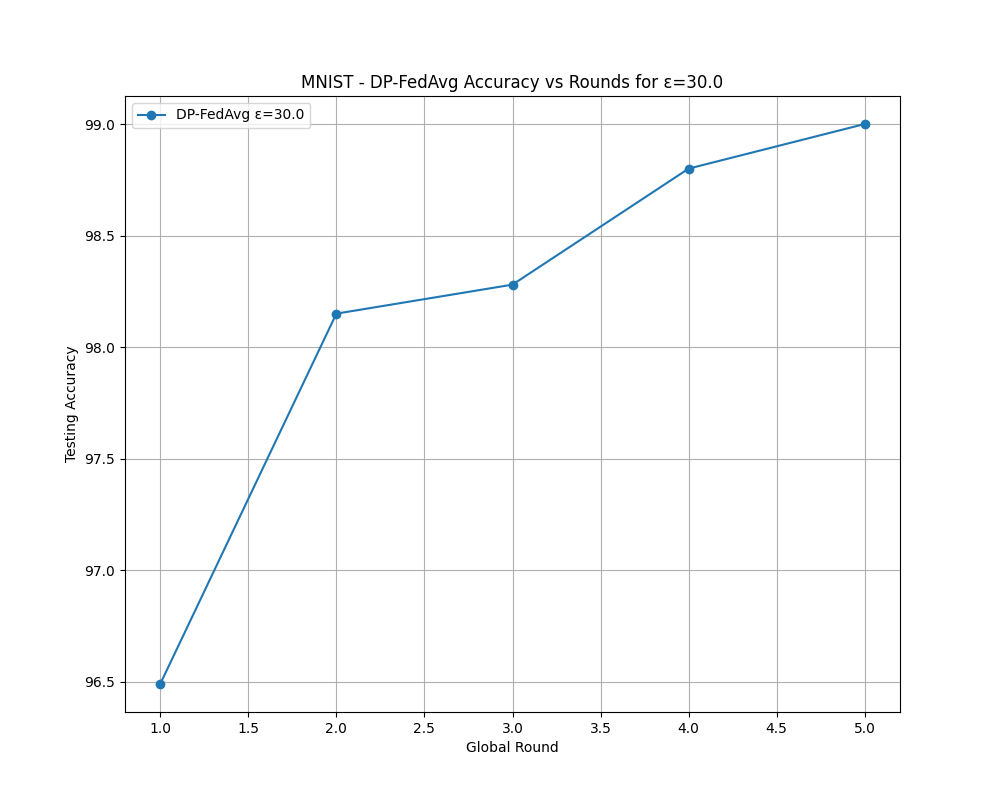 MNIST - DP-FedAvg Accuracy vs Rounds for ε=30.0
DP-FedAvg ε=30.0
99.0
98.5
98.0
97.5
97.0
96.5
Testing Accuracy
1.0 1.5 2.0 2.5 3.0 3.5 4.0 4.5 5.0
Global Round